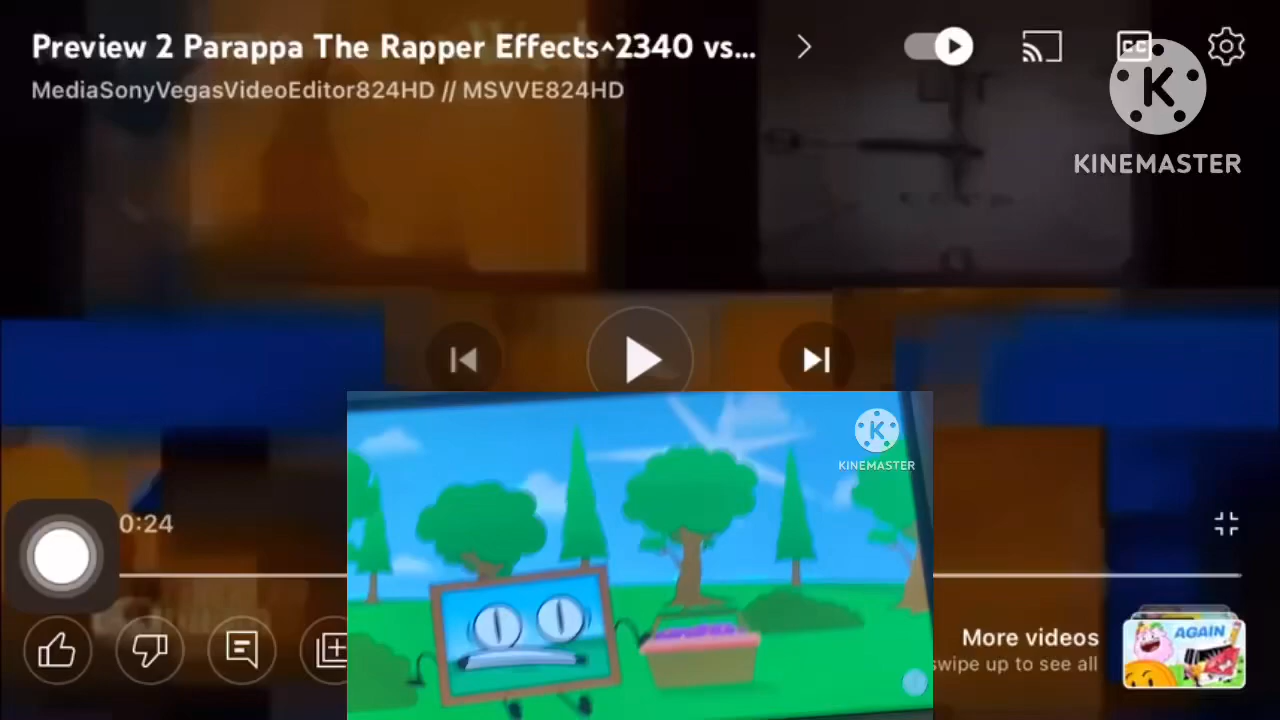 Preview 2 Parappa The Rapper Effects^2340 vs...
MediaSonyVegasVideoEditor824HD // MSVVE824HD
CC
K
KINEMASTER
K
KINEMASTER
0:24
More videos
swipe up to see all
AGAIN